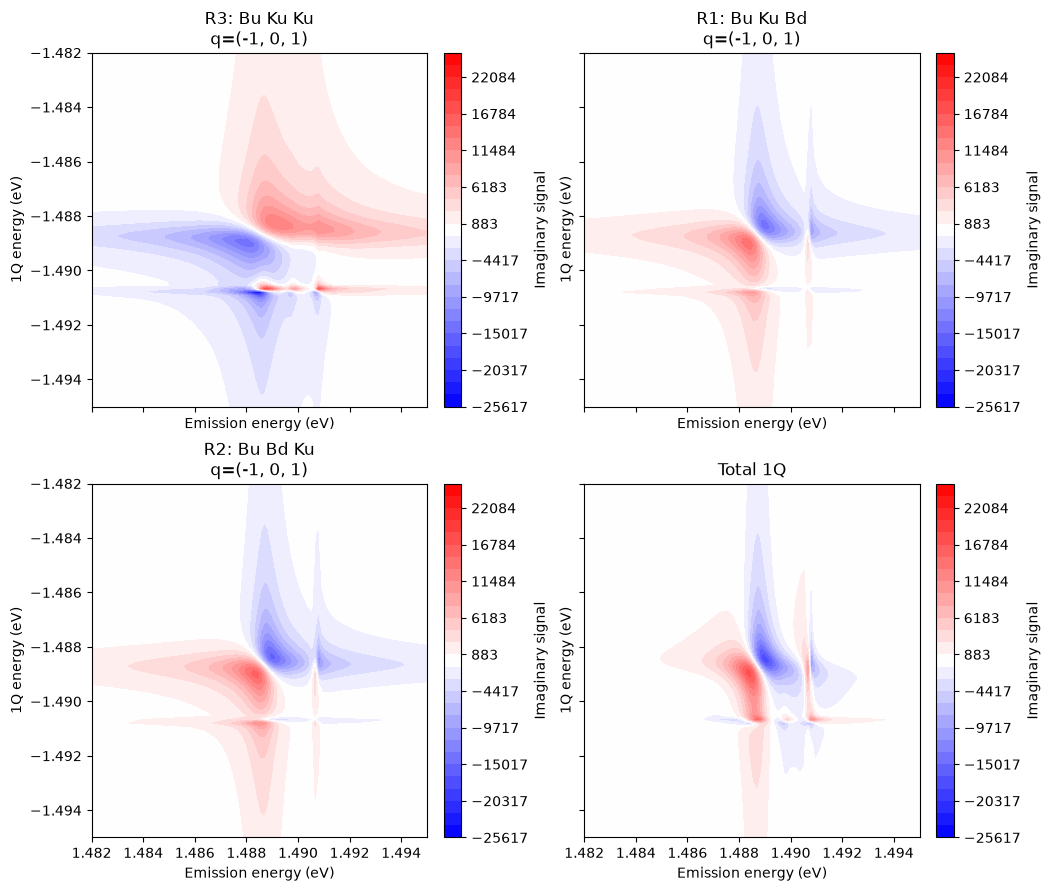 R3: Bu Ku Ku
q=(-1, 0, 1)
−1.482
−1.484
−1.486
−1.488
−1.490
−1.492
−1.494
1Q energy (eV)
Emission energy (eV)
22084
16784
11484
6183
883
−4417
−9717
−15017
−20317
−25617
Imaginary signal
R1: Bu Ku Bd
q=(-1, 0, 1)
1Q energy (eV)
Emission energy (eV)
22084
16784
11484
6183
883
−4417
−9717
−15017
−20317
−25617
Imaginary signal
R2: Bu Bd Ku
q=(-1, 0, 1)
−1.482
−1.484
−1.486
−1.488
−1.490
−1.492
−1.494
1Q energy (eV)
1.482 1.484 1.486 1.488 1.490 1.492 1.494
Emission energy (eV)
22084
16784
11484
6183
883
−4417
−9717
−15017
−20317
−25617
Imaginary signal
Total 1Q
1Q energy (eV)
1.482 1.484 1.486 1.488 1.490 1.492 1.494
Emission energy (eV)
22084
16784
11484
6183
883
−4417
−9717
−15017
−20317
−25617
Imaginary signal